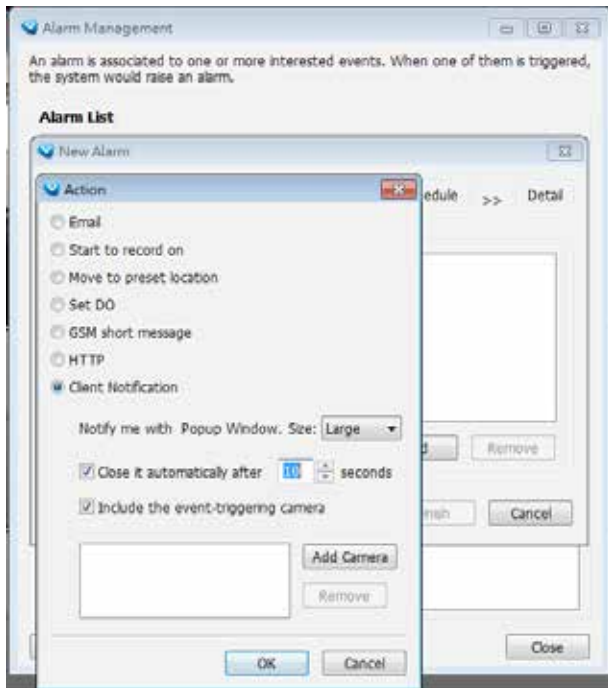 Alarm Management
An alarm is associated to one or more interested events. When one of them is triggered,
the system would raise an alarm.
Alarm List
New Alarm
Action
edule >> Detail
Email
Start to record on
Move to preset location
Set DO
GSM short message
HTTP
Client Notification
Notify me with Popup Window. Size: Large
Close it automatically after 10 seconds
Remove
Include the event-triggering camera
Cancel
Add Camera
Remove
Close
OK Cancel